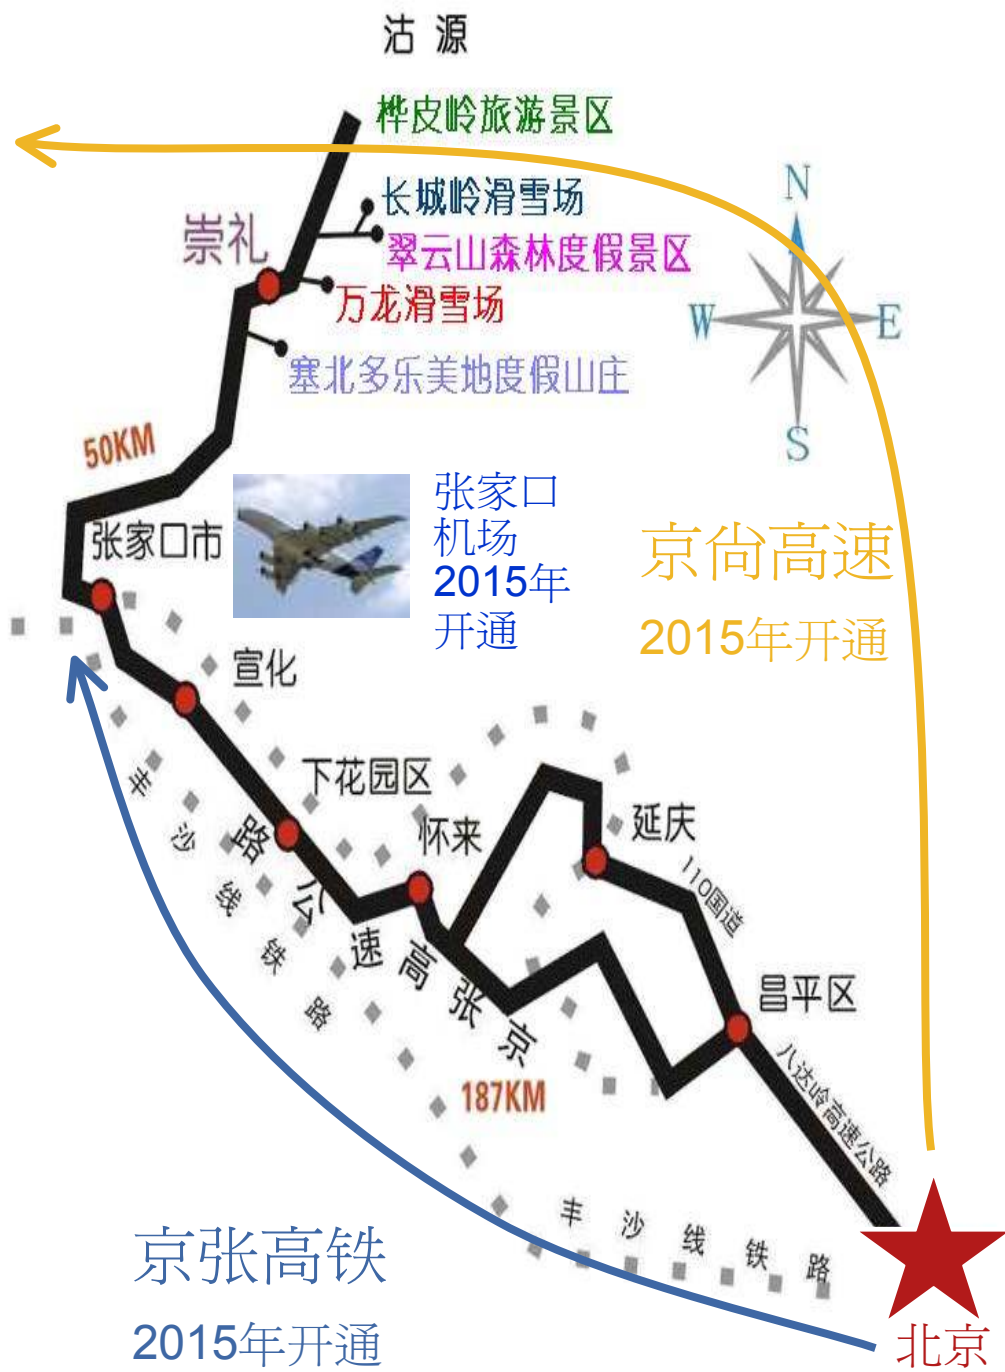 沽源
桦皮岭旅游景区
长城岭滑雪场
崇礼
翠云山森林度假景区
万龙滑雪场
塞北多乐美地度假山庄
N
W
E
S
50KM
张家口市
张家口
机场
2015年
开通
京尚高速
2015年开通
宣化
下花园区
怀来
延庆
110国道
丰沙线铁路
路公速高张京
187KM
昌平区
八达岭高速公路
丰沙线铁路
京张高铁
2015年开通
北京